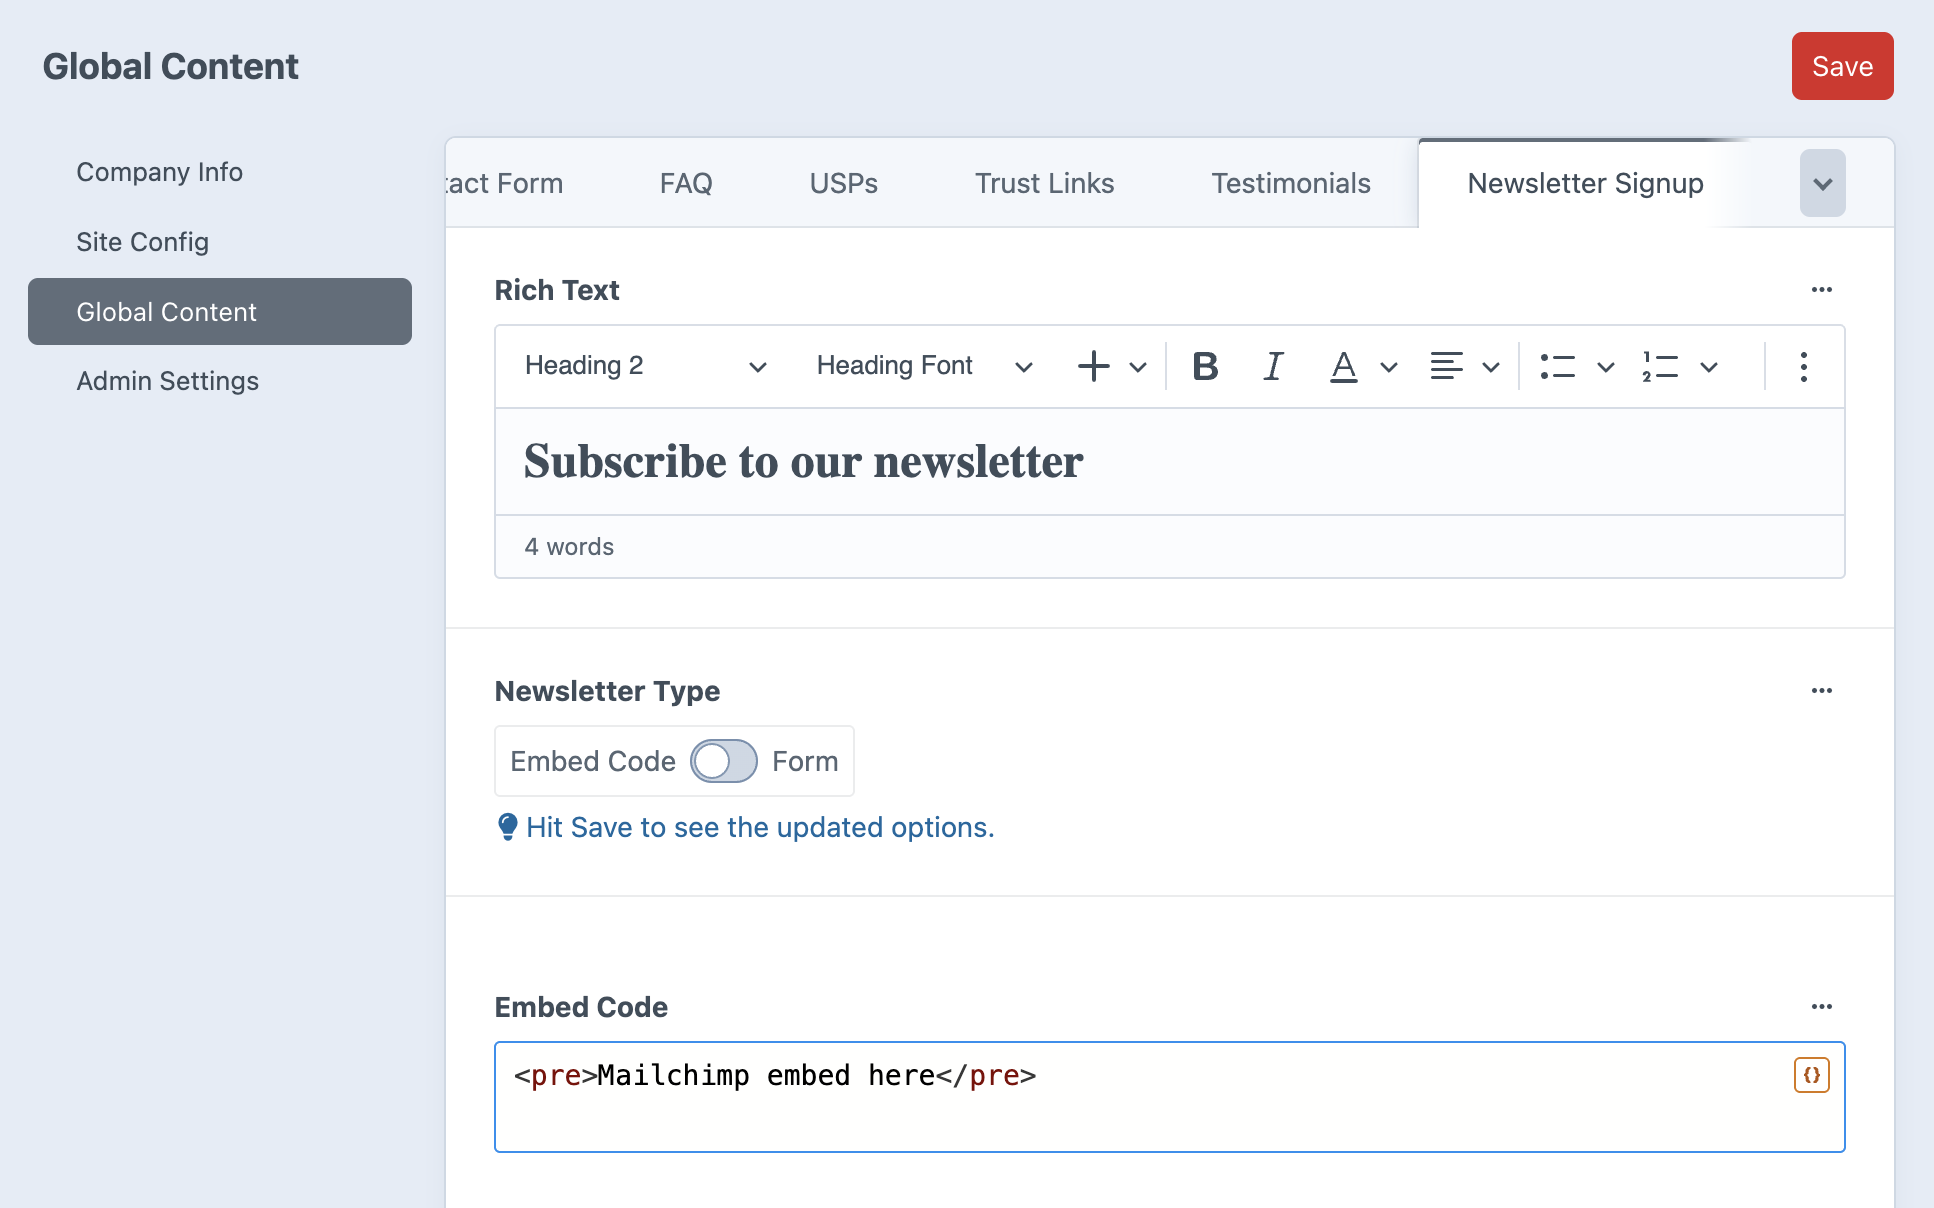 Global Content
Save
Company Info
Site Config
Global Content
Admin Settings
tact Form
FAQ
USPs
Trust Links
Testimonials
Newsletter Signup
Rich Text
Heading 2
Heading Font
Subscribe to our newsletter
4 words
Newsletter Type
Embed Code
Form
Hit Save to see the updated options.
Embed Code
<pre>Mailchimp embed here</pre>
{}